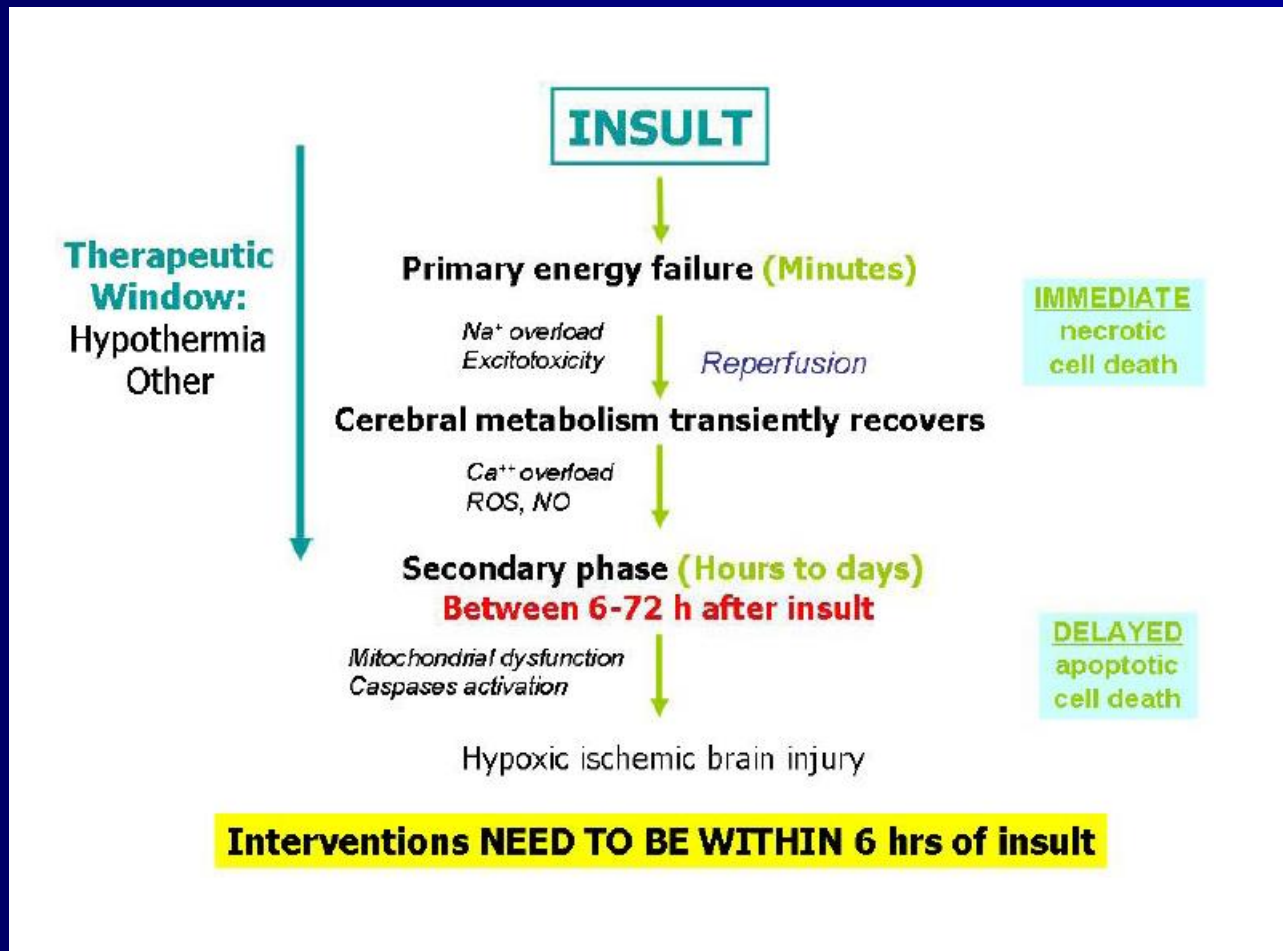 INSULT
Therapeutic
Window:
Hypothermia
Other
Primary energy failure (Minutes)
Na⁺ overload
Excitotoxicity
Reperfusion
IMMEDIATE
necrotic
cell death
Cerebral metabolism transiently recovers
Ca⁺⁺ overload
ROS, NO
Secondary phase (Hours to days)
Between 6-72 h after insult
Mitochondrial dysfunction
Caspases activation
DELAYED
apoptotic
cell death
Hypoxic ischemic brain injury
Interventions NEED TO BE WITHIN 6 hrs of insult